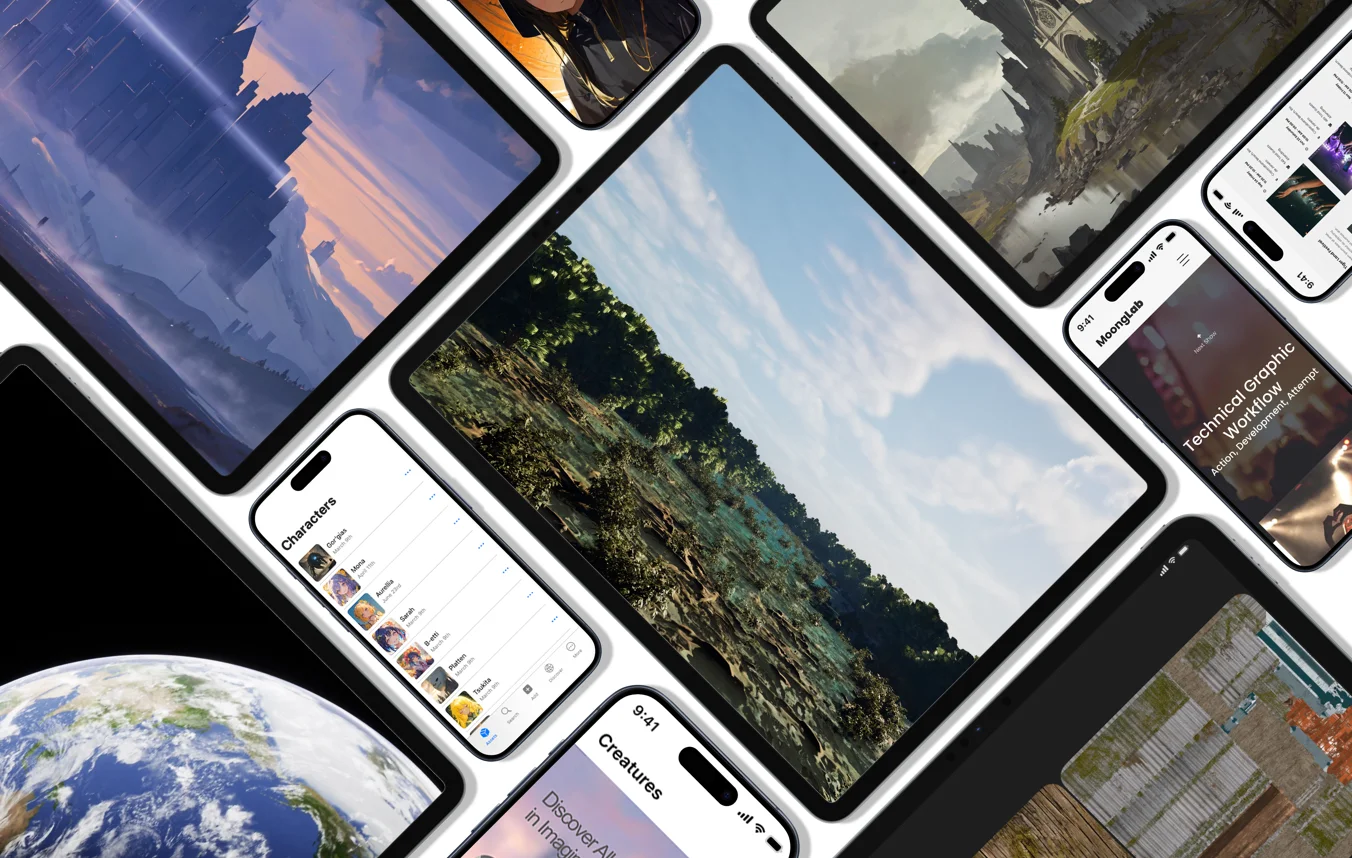 Characters
Gor'gias
March 9th
Mona
April 11th
Aurellia
June 23rd
Sarah
March 9th
B-etti
March 9th
Platten
March 9th
Tsukita
March 9th
Assets
Search
Add
Discover
More
9:41
Creatures
Discover All
in Imagin
9:41
MoongLab
Next Show
Technical Graphic
Workflow
Action, Development, Attempt
9:41